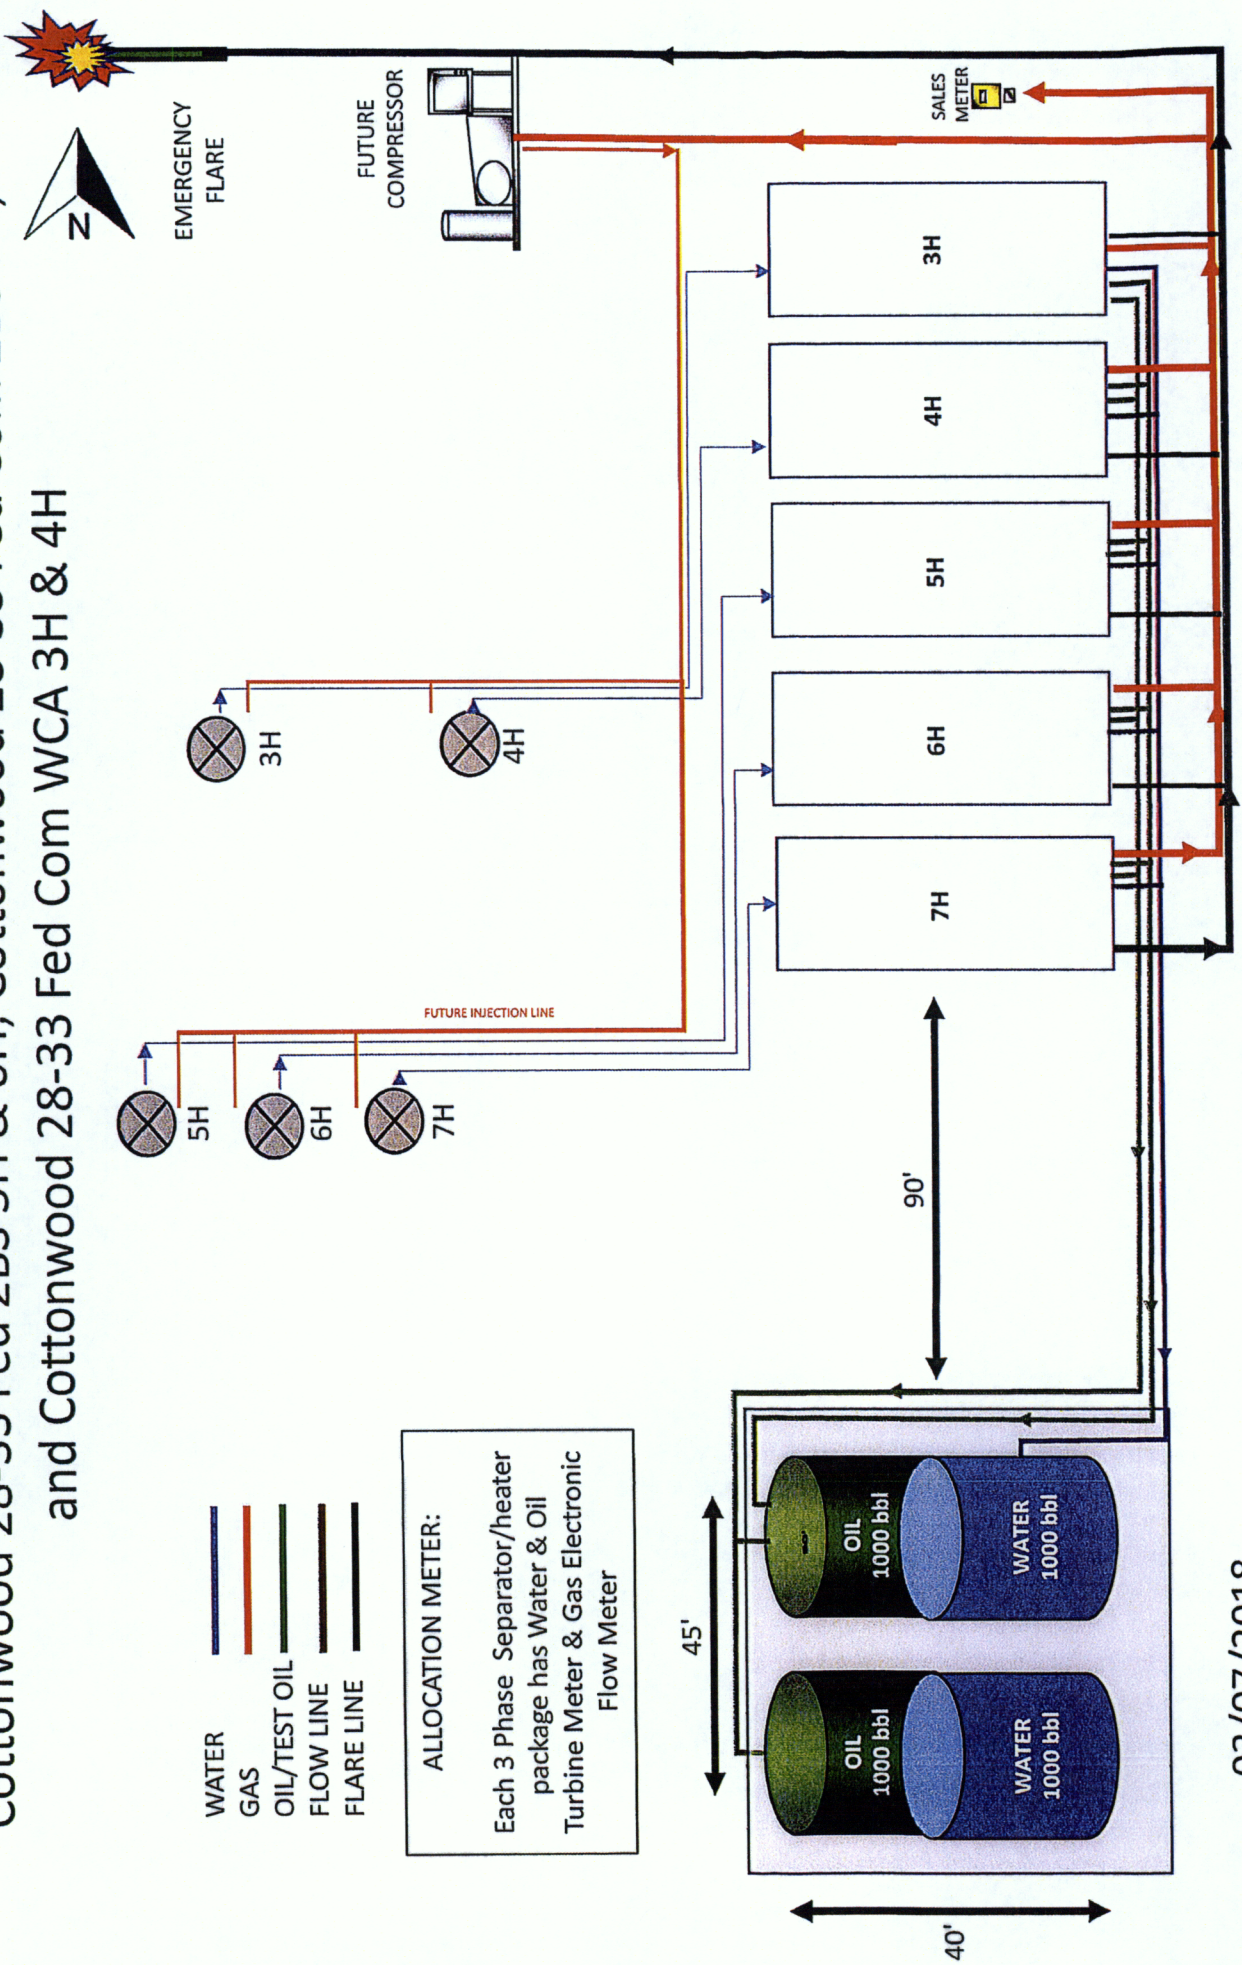 and Cottonwood 28-33 Fed Com WCA 3H & 4H
WATER
GAS
OIL/TEST OIL
FLOW LINE
FLARE LINE
ALLOCATION METER:
Each 3 Phase Separator/heater
package has Water & Oil
Turbine Meter & Gas Electronic
Flow Meter
5H
6H
7H
3H
4H
FUTURE INJECTION LINE
N
EMERGENCY
FLARE
FUTURE
COMPRESSOR
SALES
METER
7H
6H
5H
4H
3H
90'
45'
40'
OIL
1000 bbl
WATER
1000 bbl
OIL
1000 bbl
WATER
1000 bbl